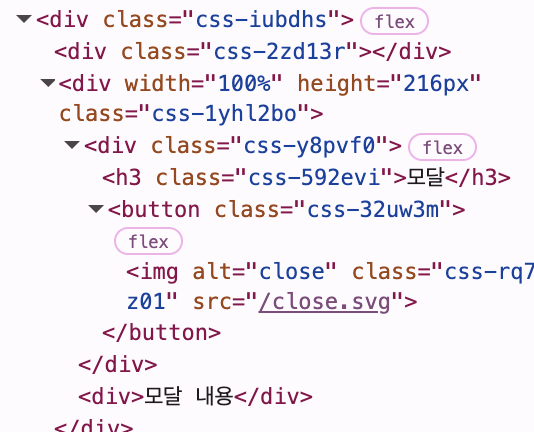 <div class="css-iubdhs"> flex
<div class="css-2zd13r"></div>
<div width="100%" height="216px"
class="css-1yhl2bo">
<div class="css-y8pvf0"> flex
<h3 class="css-592evi">모달</h3>
<button class="css-32uw3m">
flex
<img alt="close" class="css-rq7
z01" src="/close.svg">
</button>
</div>
<div>모달 내용</div>
</div>